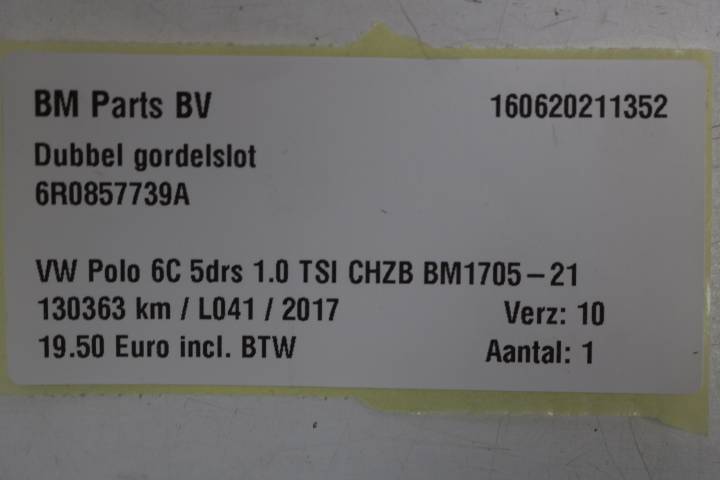 BM Parts BV 160620211352
Dubbel gordelslot
6R0857739A
VW Polo 6C 5drs 1.0 TSI CHZB BM1705-21
130363 km / L041 / 2017 Verz: 10
19.50 Euro incl. BTW Aantal: 1